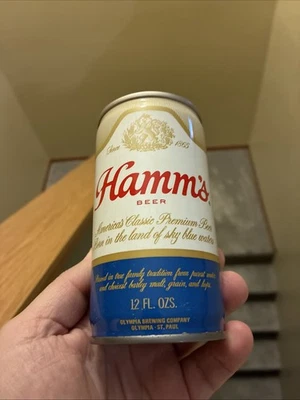 Since 1865
Hamm's
BEER
America's Classic Premium Beer
Born in the land of sky blue waters
Brewed in true family tradition from purest water
and choicest barley malt, grain, and hops.
12 FL. OZS.
OLYMPIA BREWING COMPANY
OLYMPIA - ST. PAUL